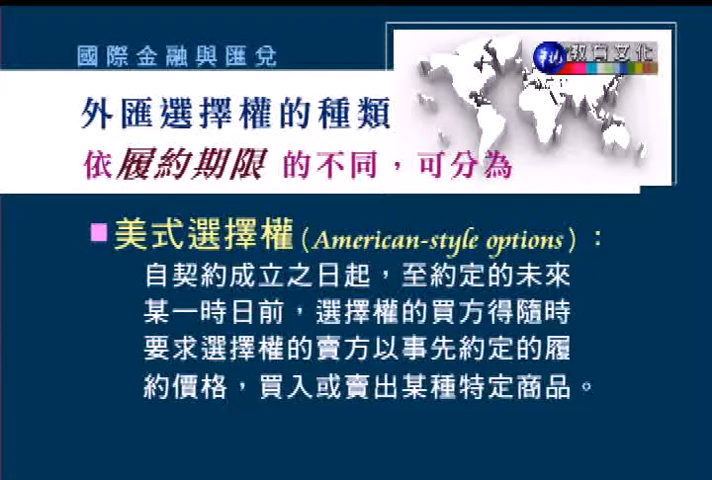 國際金融與匯兌
教育文化
外匯選擇權的種類
依履約期限的不同，可分為
美式選擇權(American-style options)：
自契約成立之日起，至約定的未來
某一時日前，選擇權的買方得隨時
要求選擇權的賣方以事先約定的履
約價格，買入或賣出某種特定商品。